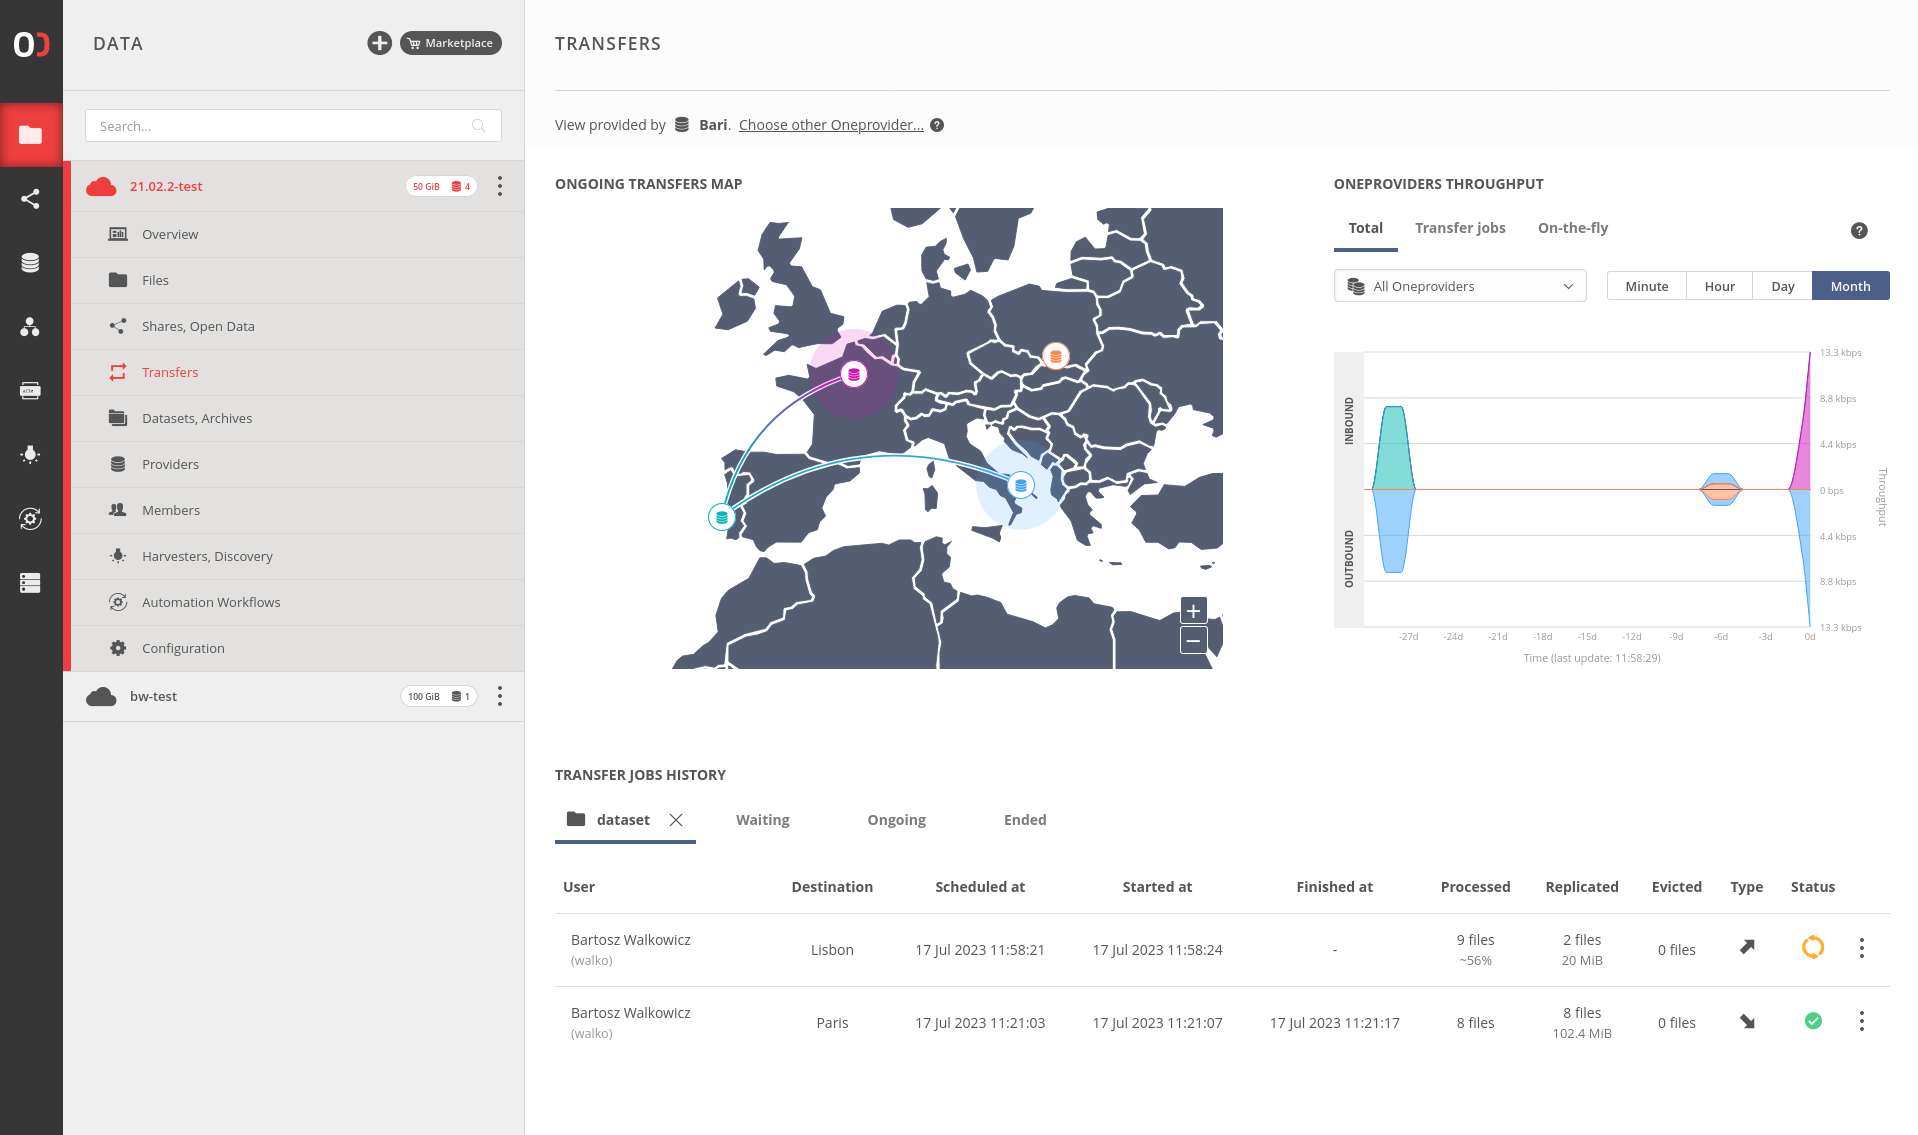 DATA
Marketplace
Search...
21.02.2-test
50 GiB 4
Overview
Files
Shares, Open Data
Transfers
Datasets, Archives
Providers
Members
Harvesters, Discovery
Automation Workflows
Configuration
bw-test
100 GiB 1
TRANSFERS
View provided by Bari. Choose other Oneprovider... ?
ONGOING TRANSFERS MAP
+
−
ONEPROVIDERS THROUGHPUT
Total Transfer jobs On-the-fly ?
All Oneproviders Minute Hour Day Month
INBOUND
OUTBOUND
13.3 kbps
8.8 kbps
4.4 kbps
0 bps
4.4 kbps
8.8 kbps
13.3 kbps
Throughput
-27d -24d -21d -18d -15d -12d -9d -6d -3d 0d
Time (last update: 11:58:29)
TRANSFER JOBS HISTORY
dataset Waiting Ongoing Ended
User Destination Scheduled at Started at Finished at Processed Replicated Evicted Type Status
Bartosz Walkowicz Lisbon 17 Jul 2023 11:58:21 17 Jul 2023 11:58:24 - 9 files 2 files 0 files
(walko) ~56% 20 MiB
Bartosz Walkowicz Paris 17 Jul 2023 11:21:03 17 Jul 2023 11:21:07 17 Jul 2023 11:21:17 8 files 8 files 0 files
(walko) 102.4 MiB